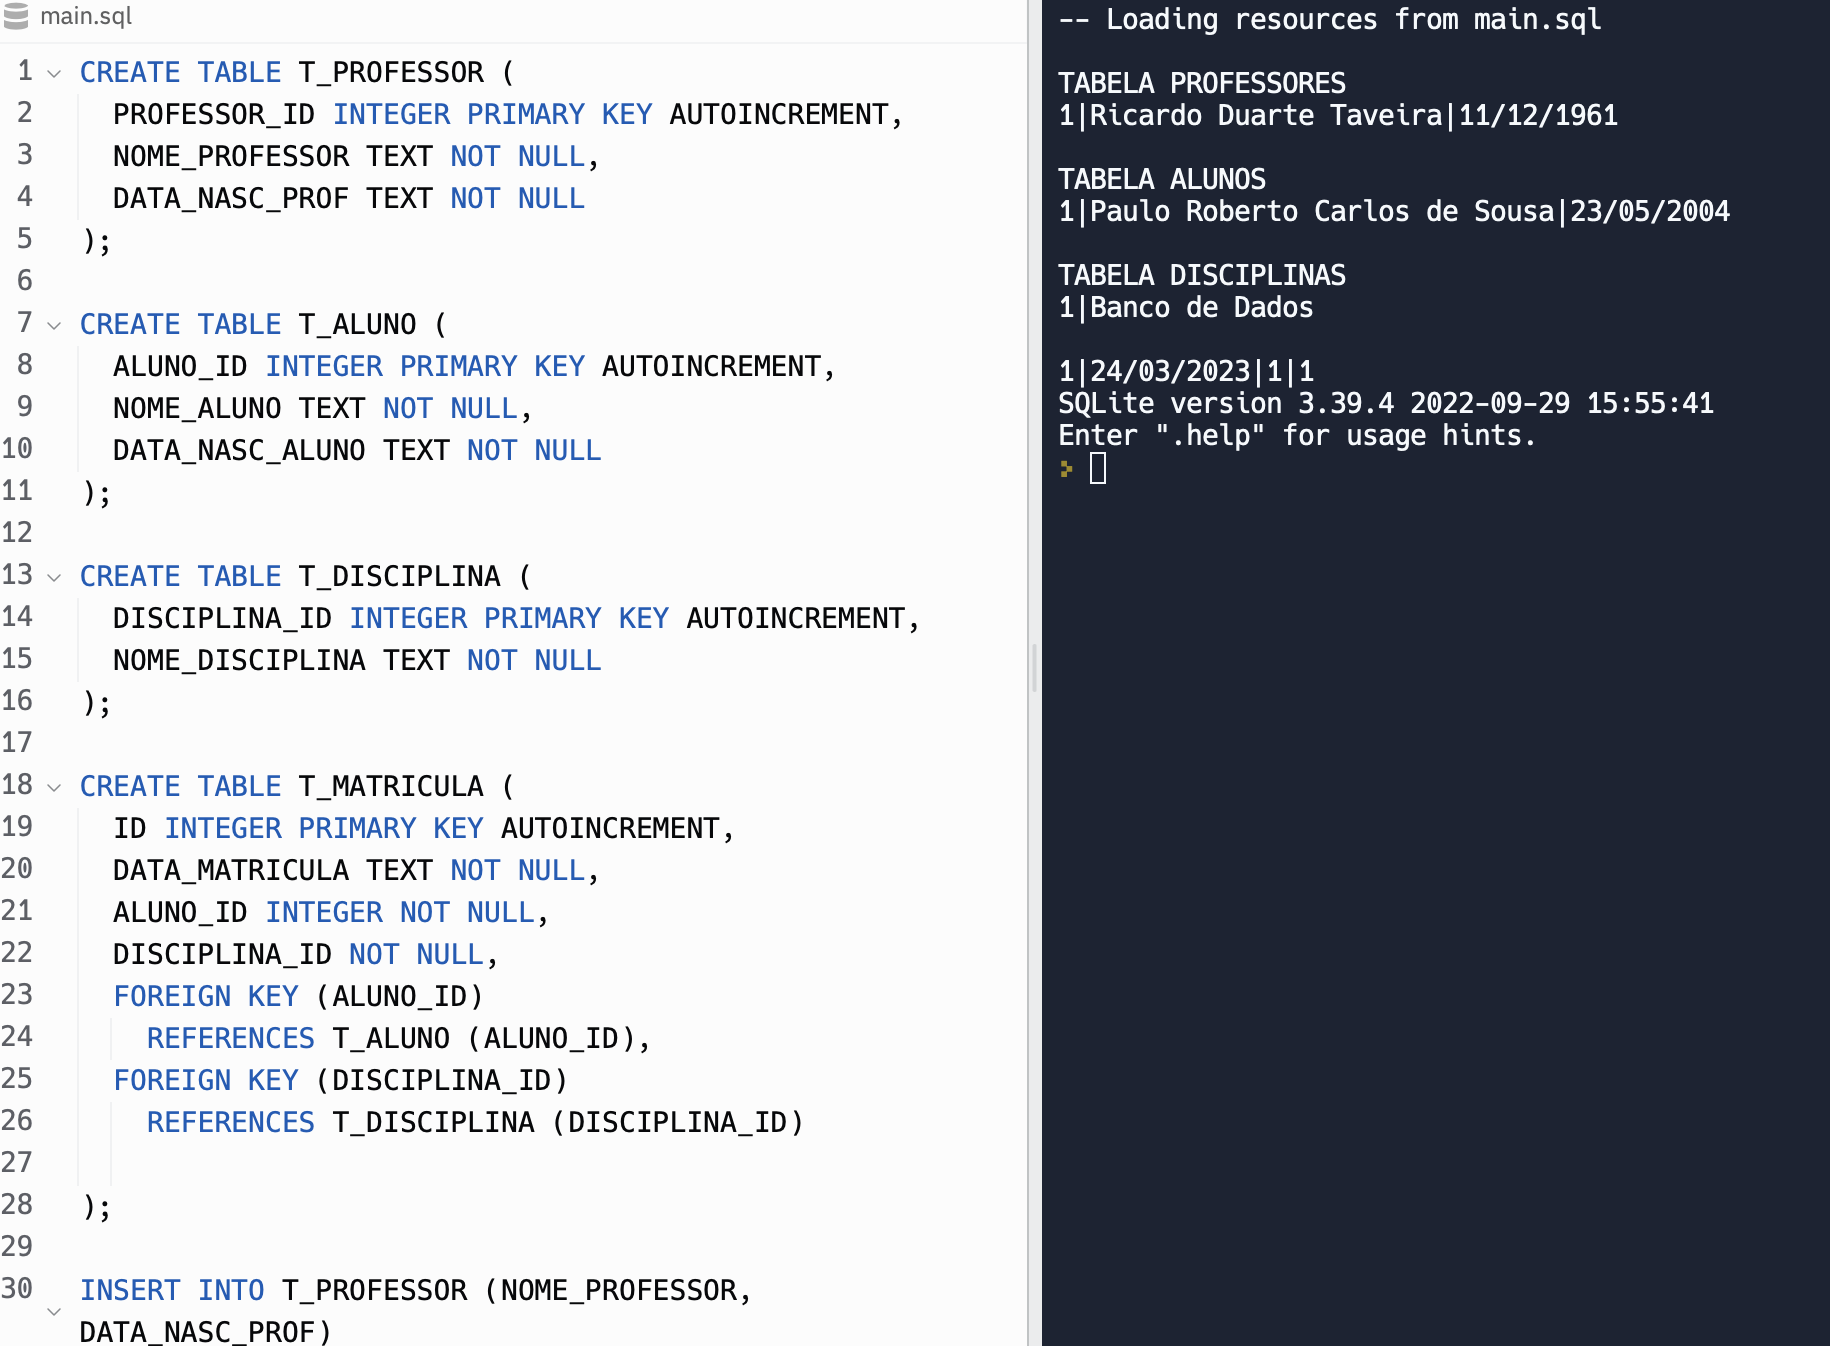 main.sql
1 CREATE TABLE T_PROFESSOR (
2 PROFESSOR_ID INTEGER PRIMARY KEY AUTOINCREMENT,
3 NOME_PROFESSOR TEXT NOT NULL,
4 DATA_NASC_PROF TEXT NOT NULL
5 );
6
7 CREATE TABLE T_ALUNO (
8 ALUNO_ID INTEGER PRIMARY KEY AUTOINCREMENT,
9 NOME_ALUNO TEXT NOT NULL,
10 DATA_NASC_ALUNO TEXT NOT NULL
11 );
12
13 CREATE TABLE T_DISCIPLINA (
14 DISCIPLINA_ID INTEGER PRIMARY KEY AUTOINCREMENT,
15 NOME_DISCIPLINA TEXT NOT NULL
16 );
17
18 CREATE TABLE T_MATRICULA (
19 ID INTEGER PRIMARY KEY AUTOINCREMENT,
20 DATA_MATRICULA TEXT NOT NULL,
21 ALUNO_ID INTEGER NOT NULL,
22 DISCIPLINA_ID NOT NULL,
23 FOREIGN KEY (ALUNO_ID)
24 REFERENCES T_ALUNO (ALUNO_ID),
25 FOREIGN KEY (DISCIPLINA_ID)
26 REFERENCES T_DISCIPLINA (DISCIPLINA_ID)
27
28 );
29
30 INSERT INTO T_PROFESSOR (NOME_PROFESSOR,
DATA_NASC_PROF)
-- Loading resources from main.sql
TABELA PROFESSORES
1|Ricardo Duarte Taveira|11/12/1961
TABELA ALUNOS
1|Paulo Roberto Carlos de Sousa|23/05/2004
TABELA DISCIPLINAS
1|Banco de Dados
1|24/03/2023|1|1
SQLite version 3.39.4 2022-09-29 15:55:41
Enter ".help" for usage hints.